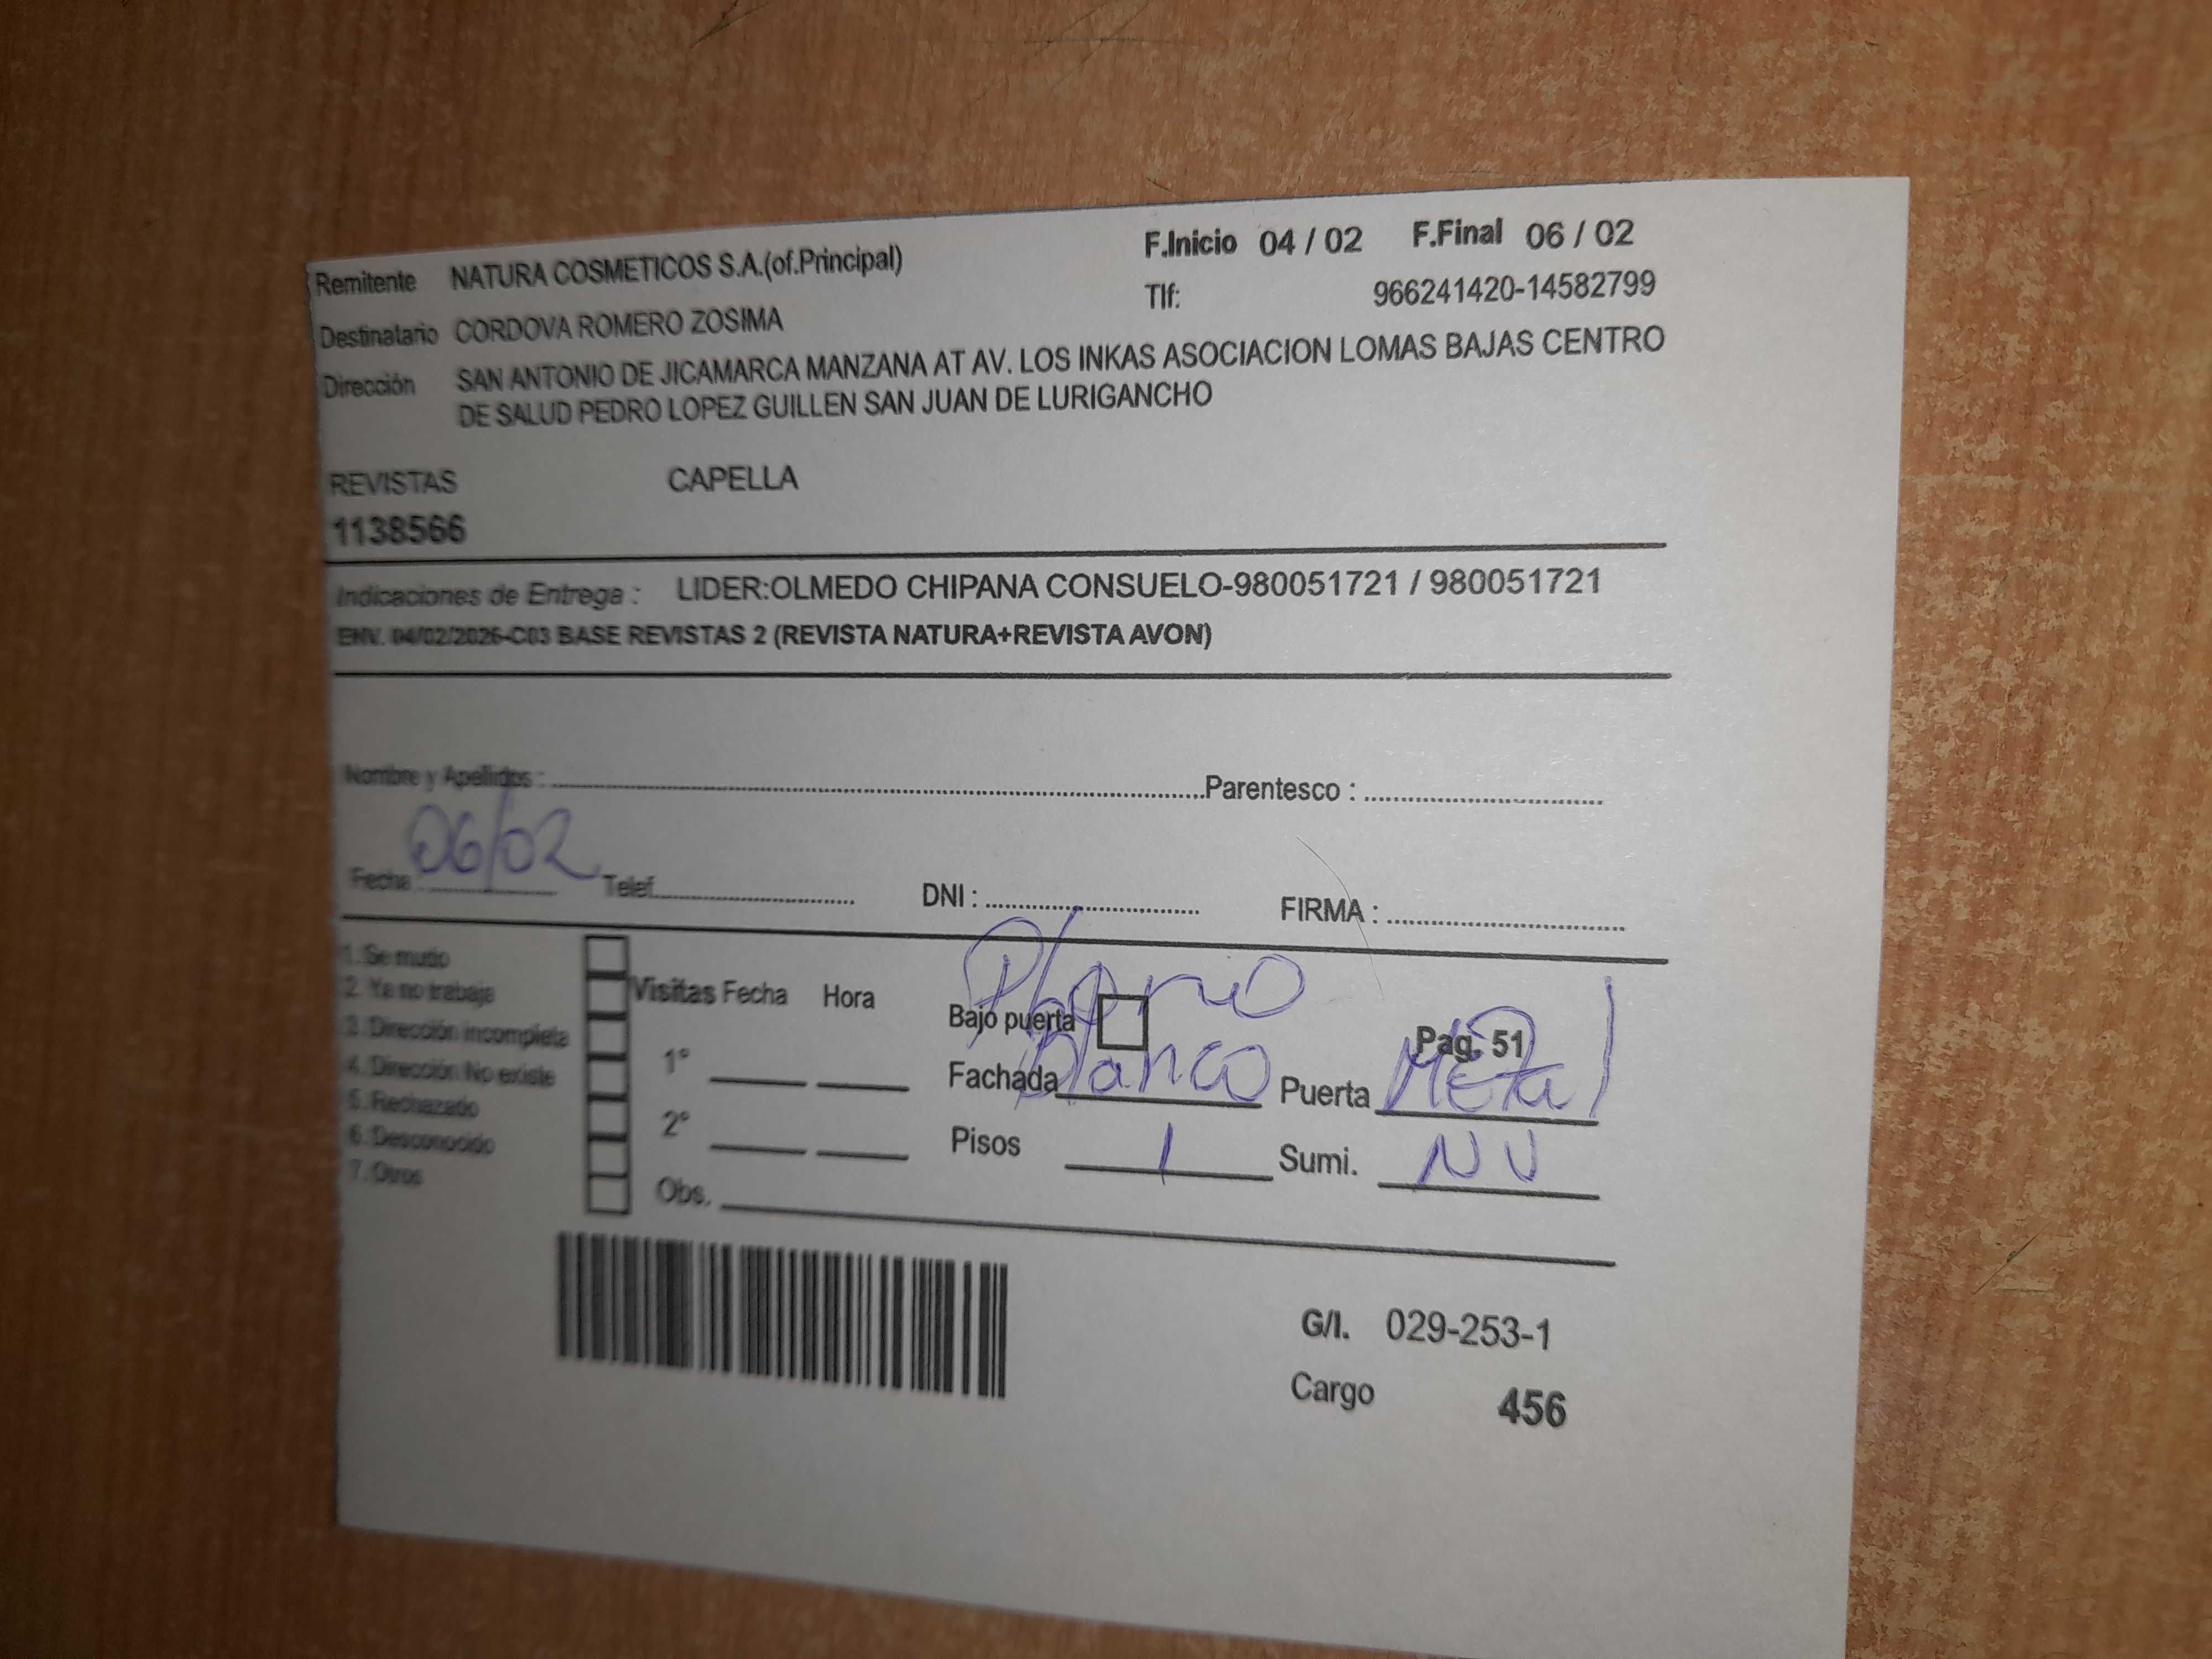 Remitente NATURA COSMETICOS S.A.(of.Principal) F.Inicio 04 / 02 F.Final 06 / 02
Destinatario CORDOVA ROMERO ZOSIMA Tlf: 966241420-14582799
Dirección SAN ANTONIO DE JICAMARCA MANZANA AT AV. LOS INKAS ASOCIACION LOMAS BAJAS CENTRO
DE SALUD PEDRO LOPEZ GUILLEN SAN JUAN DE LURIGANCHO
REVISTAS CAPELLA
1138566
Indicaciones de Entrega : LIDER:OLMEDO CHIPANA CONSUELO-980051721 / 980051721
ENV. 04/02/2026-C03 BASE REVISTAS 2 (REVISTA NATURA+REVISTA AVON)
Nombre y Apellidos : Parentesco :
Fecha 06/02 Telef. DNI : FIRMA :
1. Se mudo
2. Ya no trabaja Visitas Fecha Hora
3. Dirección incompleta Bajo puerta Pag. 51
4. Dirección No existe 1° Fachada blanco Puerta Metal
5. Rechazado
6. Desconocido 2° Pisos 1 Sumi. NV
7. Otros Obs.
G/I. 029-253-1
Cargo 456